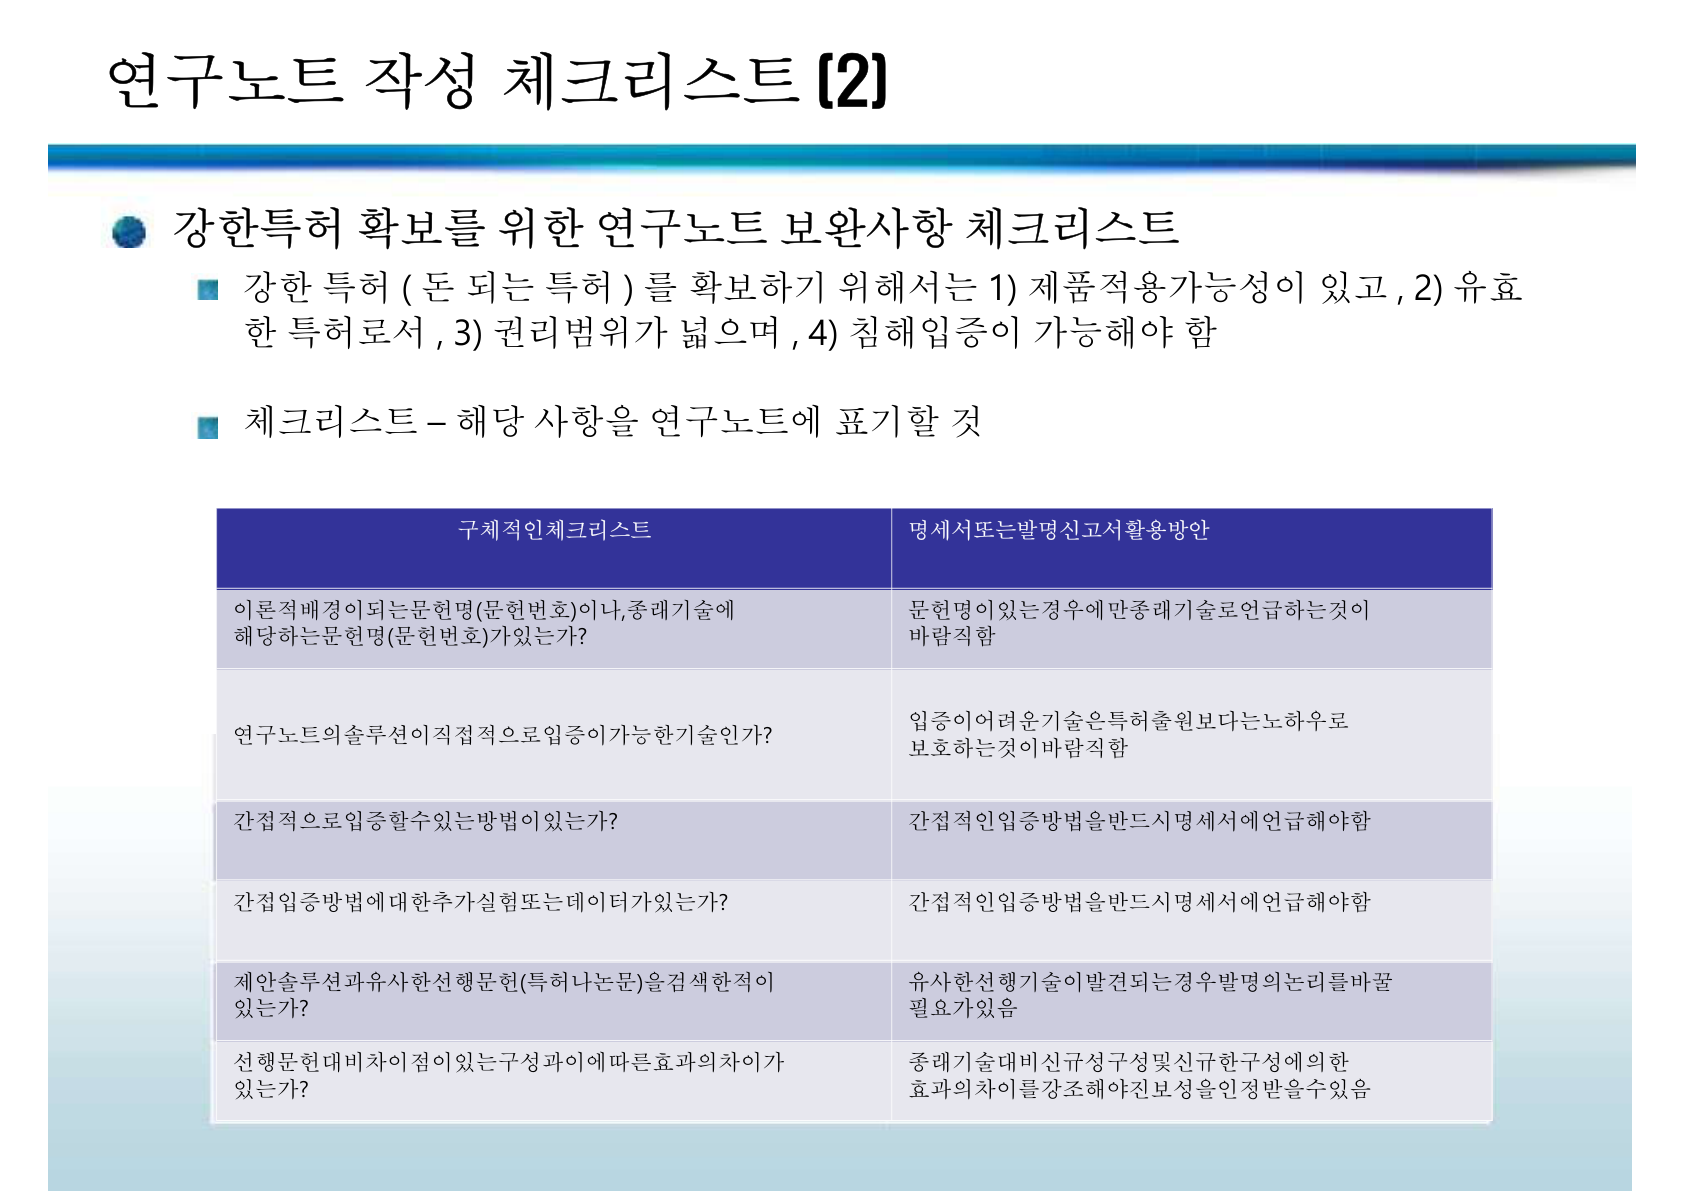 연구노트 작성 체크리스트 (2)
강한특허 확보를 위한 연구노트 보완사항 체크리스트
강한 특허 ( 돈 되는 특허 ) 를 확보하기 위해서는 1) 제품적용가능성이 있고 , 2) 유효
한 특허로서 , 3) 권리범위가 넓으며 , 4) 침해입증이 가능해야 함
체크리스트 – 해당 사항을 연구노트에 표기할 것
구체적인체크리스트
명세서또는발명신고서활용방안
이론적배경이되는문헌명(문헌번호)이나,종래기술에
해당하는문헌명(문헌번호)가있는가?
문헌명이있는경우에만종래기술로언급하는것이
바람직함
연구노트의솔루션이직접적으로입증이가능한기술인가?
입증이어려운기술은특허출원보다는노하우로
보호하는것이바람직함
간접적으로입증할수있는방법이있는가?
간접적인입증방법을반드시명세서에언급해야함
간접입증방법에대한추가실험또는데이터가있는가?
간접적인입증방법을반드시명세서에언급해야함
제안솔루션과유사한선행문헌(특허나논문)을검색한적이
있는가?
유사한선행기술이발견되는경우발명의논리를바꿀
필요가있음
선행문헌대비차이점이있는구성과이에따른효과의차이가
있는가?
종래기술대비신규성구성및신규한구성에의한
효과의차이를강조해야진보성을인정받을수있음